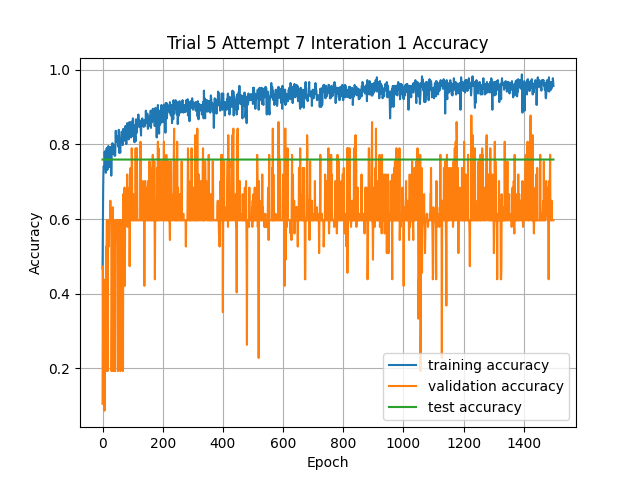 Trial 5 Attempt 7 Interation 1 Accuracy
1.0
0.8
0.6
0.4
0.2
Accuracy
0
200
400
600
800
1000
1200
1400
Epoch
training accuracy
validation accuracy
test accuracy